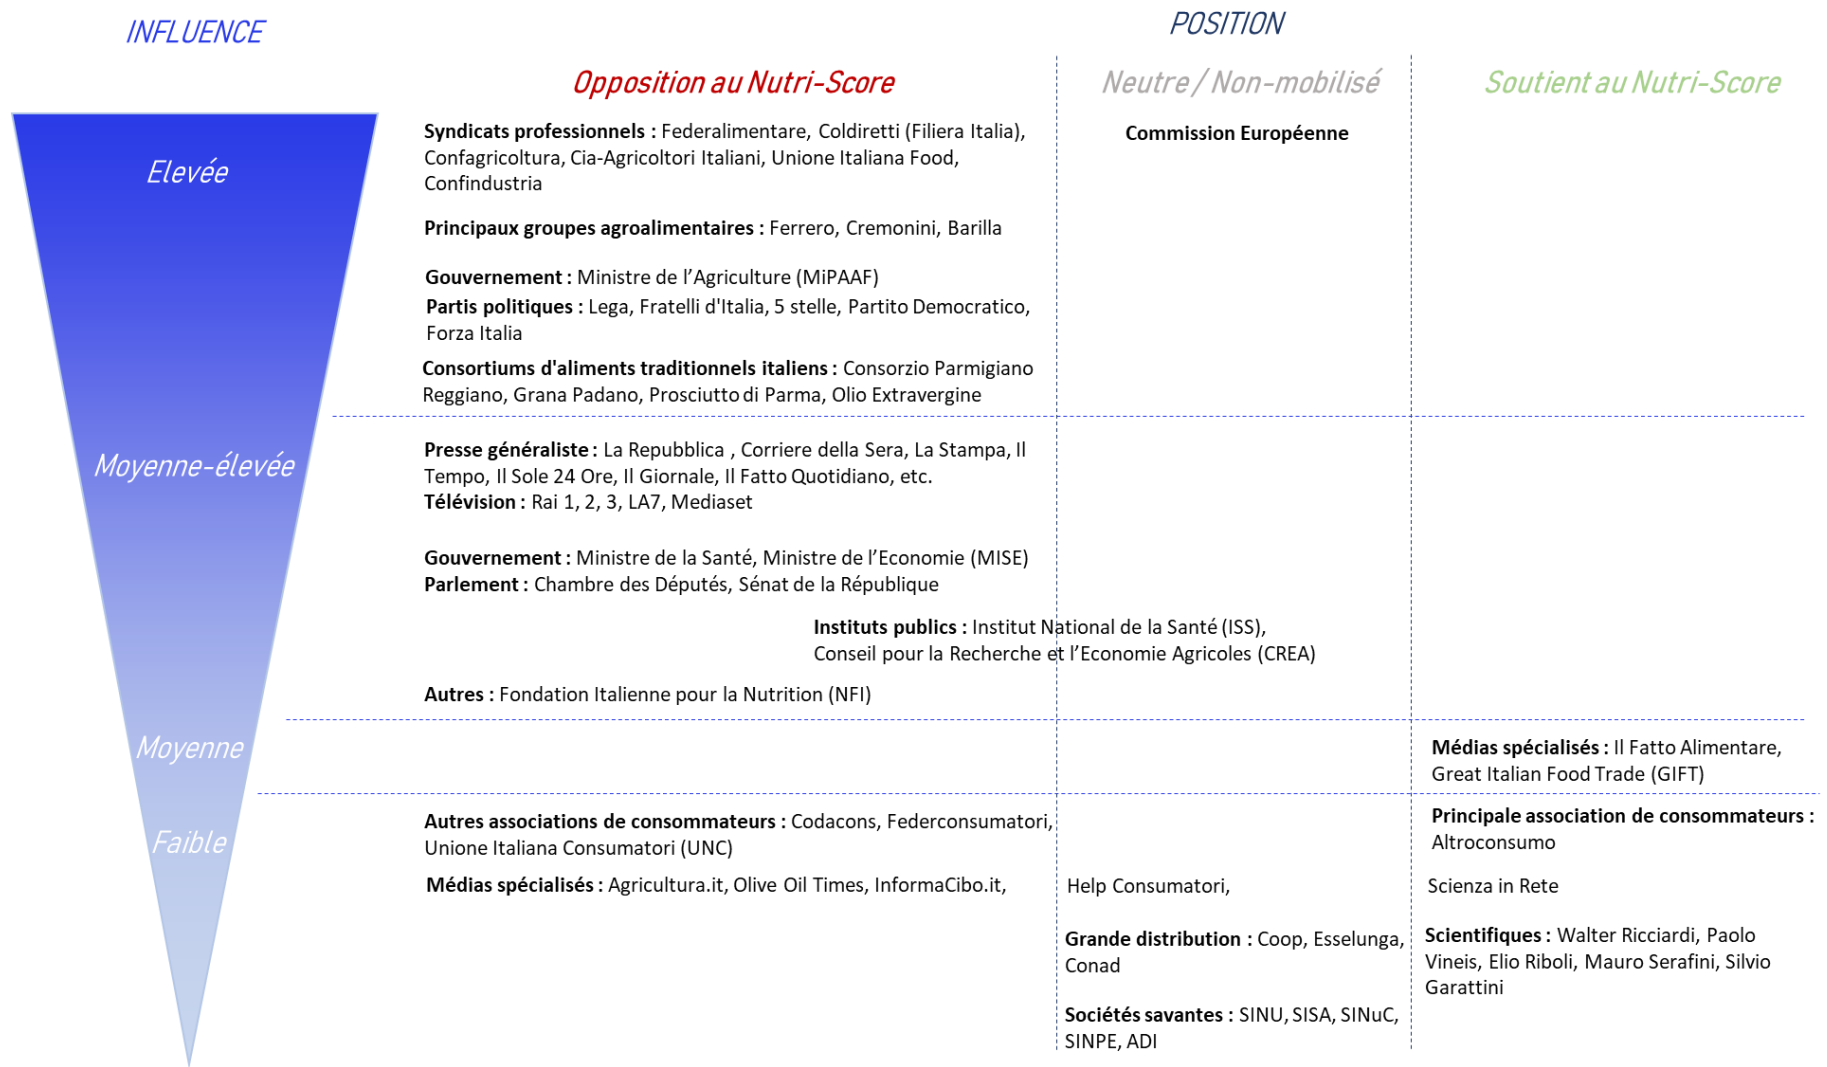 INFLUENCE
POSITION
Opposition au Nutri-Score
Neutre / Non-mobilisé
Soutient au Nutri-Score
Elevée
Syndicats professionnels : Federalimentare, Coldiretti (Filiera Italia),
Confagricoltura, Cia-Agricoltori Italiani, Unione Italiana Food,
Confindustria
Commission Européenne
Principaux groupes agroalimentaires : Ferrero, Cremonini, Barilla
Gouvernement : Ministre de l’Agriculture (MiPAAF)
Partis politiques : Lega, Fratelli d'Italia, 5 stelle, Partito Democratico,
Forza Italia
Consortiums d'aliments traditionnels italiens : Consorzio Parmigiano
Reggiano, Grana Padano, Prosciutto di Parma, Olio Extravergine
Moyenne-élevée
Presse généraliste : La Repubblica , Corriere della Sera, La Stampa, Il
Tempo, Il Sole 24 Ore, Il Giornale, Il Fatto Quotidiano, etc.
Télévision : Rai 1, 2, 3, LA7, Mediaset
Gouvernement : Ministre de la Santé, Ministre de l’Economie (MISE)
Parlement : Chambre des Députés, Sénat de la République
Instituts publics : Institut National de la Santé (ISS),
Conseil pour la Recherche et l’Economie Agricoles (CREA)
Autres : Fondation Italienne pour la Nutrition (NFI)
Moyenne
Médias spécialisés : Il Fatto Alimentare,
Great Italian Food Trade (GIFT)
Faible
Autres associations de consommateurs : Codacons, Federconsumatori,
Unione Italiana Consumatori (UNC)
Principale association de consommateurs :
Altroconsumo
Médias spécialisés : Agricultura.it, Olive Oil Times, InformaCibo.it,
Help Consumatori,
Scienza in Rete
Grande distribution : Coop, Esselunga,
Conad
Scientifiques : Walter Ricciardi, Paolo
Vineis, Elio Riboli, Mauro Serafini, Silvio
Garattini
Sociétés savantes : SINU, SISA, SINuC,
SINPE, ADI